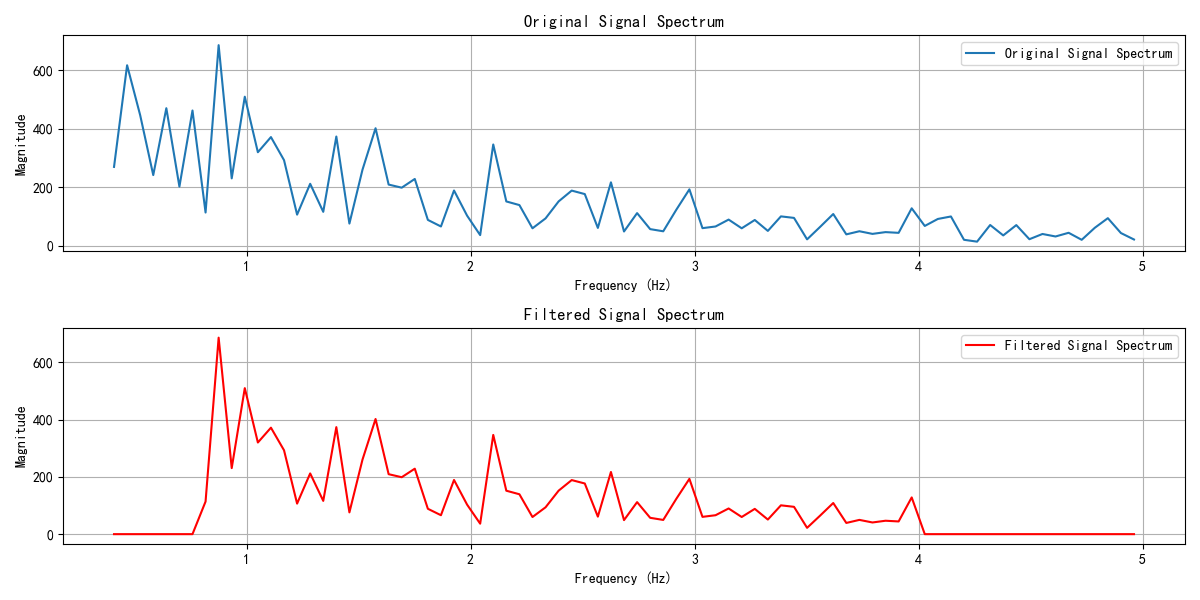 Original Signal Spectrum
Original Signal Spectrum
Magnitude
600
400
200
0
1
2
3
4
5
Frequency (Hz)
Filtered Signal Spectrum
Filtered Signal Spectrum
Magnitude
600
400
200
0
1
2
3
4
5
Frequency (Hz)